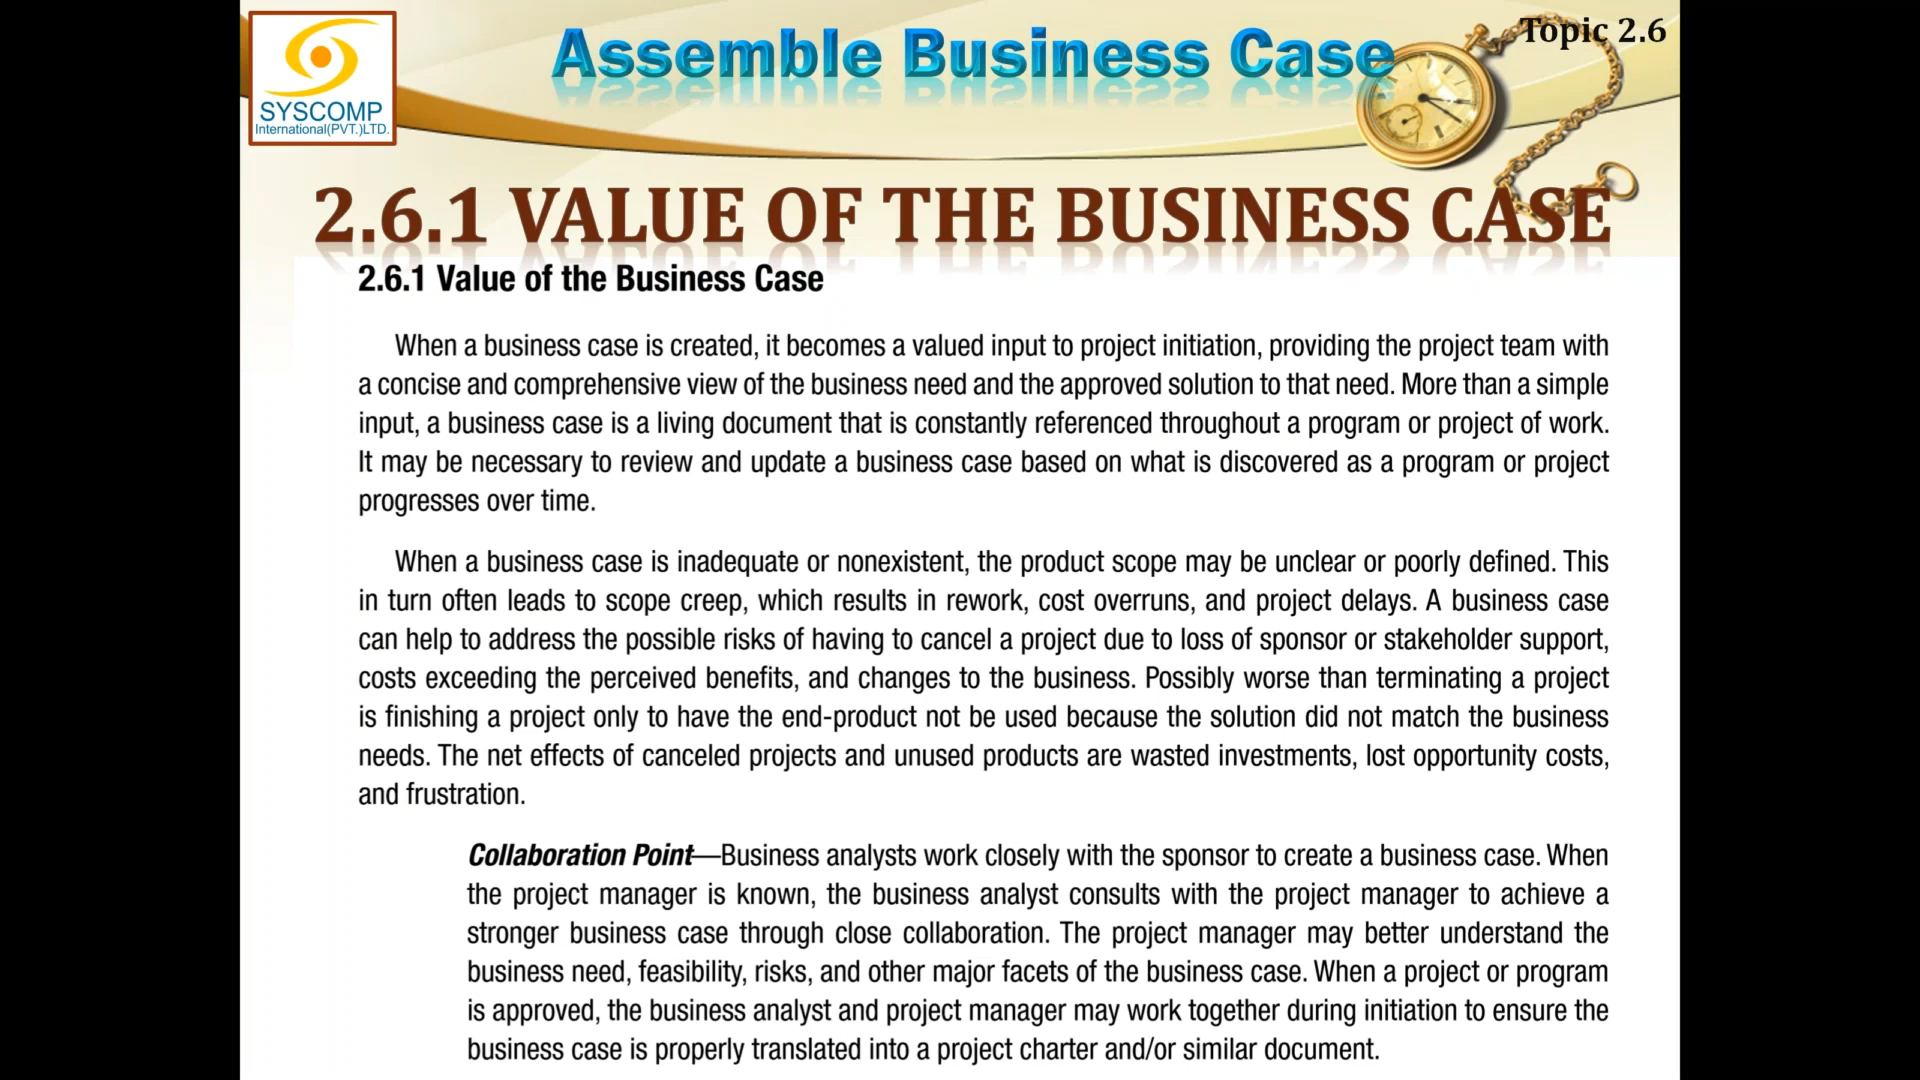 SYSCOMP
International(PVT.)LTD.
Assemble Business Case
Topic 2.6
2.6.1 VALUE OF THE BUSINESS CASE
2.6.1 Value of the Business Case
When a business case is created, it becomes a valued input to project initiation, providing the project team with
a concise and comprehensive view of the business need and the approved solution to that need. More than a simple
input, a business case is a living document that is constantly referenced throughout a program or project of work.
It may be necessary to review and update a business case based on what is discovered as a program or project
progresses over time.
When a business case is inadequate or nonexistent, the product scope may be unclear or poorly defined. This
in turn often leads to scope creep, which results in rework, cost overruns, and project delays. A business case
can help to address the possible risks of having to cancel a project due to loss of sponsor or stakeholder support,
costs exceeding the perceived benefits, and changes to the business. Possibly worse than terminating a project
is finishing a project only to have the end-product not be used because the solution did not match the business
needs. The net effects of canceled projects and unused products are wasted investments, lost opportunity costs,
and frustration.
Collaboration Point—Business analysts work closely with the sponsor to create a business case. When
the project manager is known, the business analyst consults with the project manager to achieve a
stronger business case through close collaboration. The project manager may better understand the
business need, feasibility, risks, and other major facets of the business case. When a project or program
is approved, the business analyst and project manager may work together during initiation to ensure the
business case is properly translated into a project charter and/or similar document.